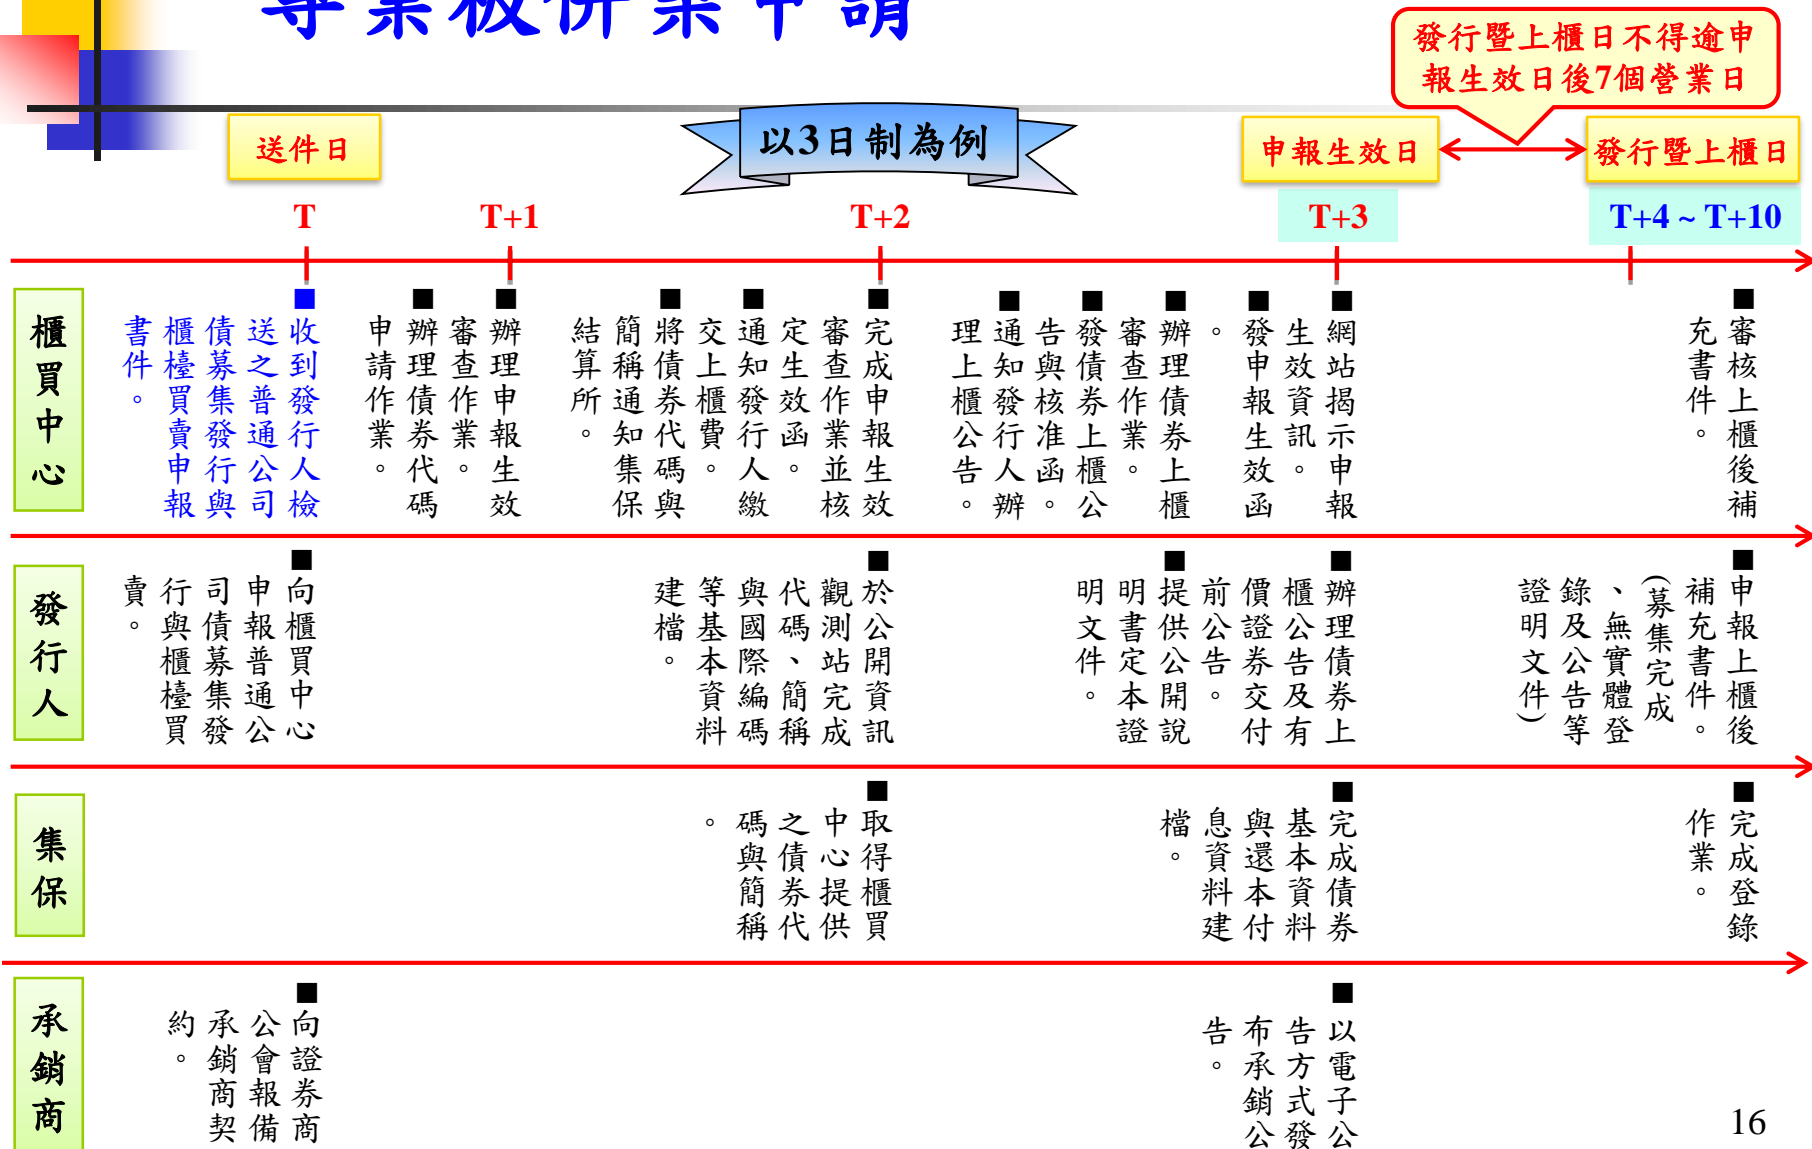 專業板併案申請
發行暨上櫃日不得逾申
報生效日後7個營業日
送件日
以3日制為例
申報生效日
發行暨上櫃日
T
T+1
T+2
T+3
T+4 ~ T+10
櫃買中心
■收到發行人檢
送之普通公司
債募集發行與
櫃檯買賣申報
書件。
■辦理申報生效
審查作業。
■辦理債券代碼
申請作業。
■完成申報生效
審查作業並核
定生效函。
■通知發行人繳
交上櫃費。
■將債券代碼與
簡稱通知集保
結算所。
■網站揭示申報
生效資訊。
■發申報生效函
。
■辦理債券上櫃
審查作業。
■發債券上櫃公
告與核准函。
■通知發行人辦
理上櫃公告。
■審核上櫃後補
充書件。
發行人
■向櫃買中心
申報普通公
司債募集發
行與櫃檯買
賣。
■於公開資訊
觀測站完成
代碼、簡稱
與國際編碼
等基本資料
建檔。
■辦理債券上
櫃公告及有
價證券交付
前公告。
■提供公開說
明書定本證
明文件。
■申報上櫃後
補充書件。
(募集完成
、無實體登
錄及公告等
證明文件)
集保
■取得櫃買
中心提供
之債券代
碼與簡稱
。
■完成債券
基本資料
與還本付
息資料建
檔。
■完成登錄
作業。
承銷商
■向證券商
公會報備
承銷商契
約。
■以電子公
告方式發
布承銷公
告。
16